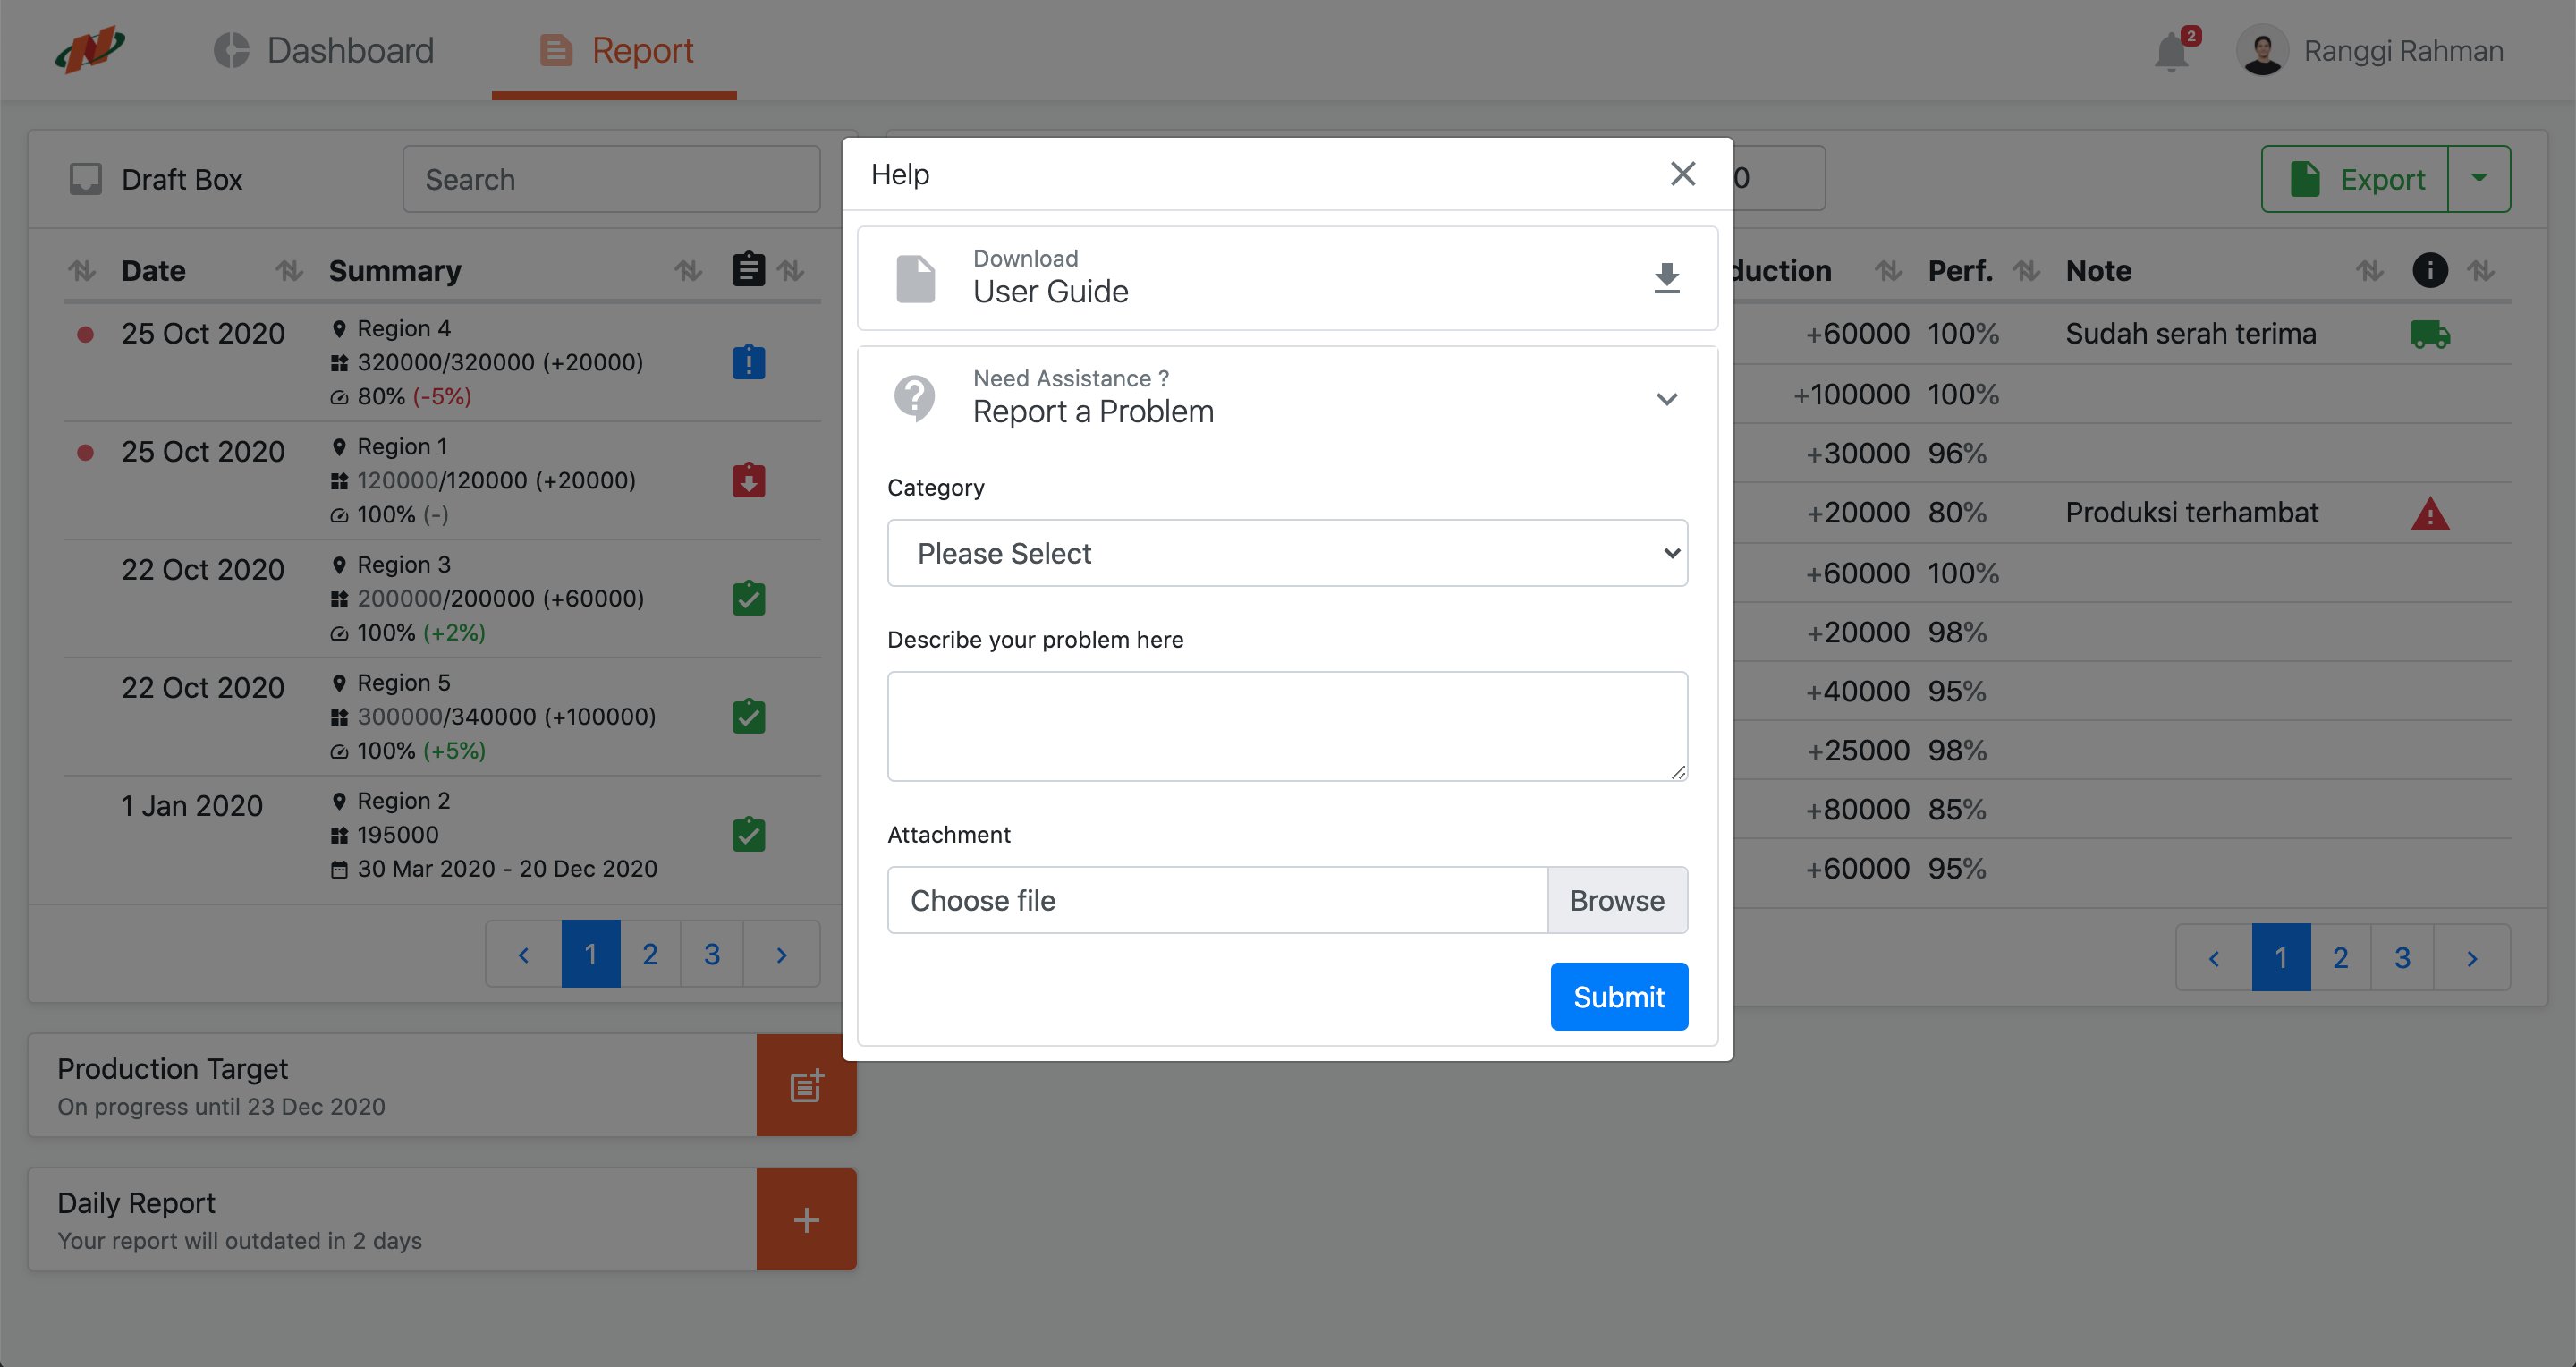 Dashboard
Report
2
Ranggi Rahman
Draft Box
Search
Date
Summary
25 Oct 2020
Region 4
320000/320000 (+20000)
80% (-5%)
25 Oct 2020
Region 1
120000/120000 (+20000)
100% (-)
22 Oct 2020
Region 3
200000/200000 (+60000)
100% (+2%)
22 Oct 2020
Region 5
300000/340000 (+100000)
100% (+5%)
1 Jan 2020
Region 2
195000
30 Mar 2020 - 20 Dec 2020
‹ 1 2 3 ›
Production Target
On progress until 23 Dec 2020
Daily Report
Your report will outdated in 2 days
Help
Download
User Guide
Need Assistance ?
Report a Problem
Category
Please Select
Describe your problem here
Attachment
Choose file
Browse
Submit
0
Export
duction Perf. Note
+60000 100% Sudah serah terima
+100000 100%
+30000 96%
+20000 80% Produksi terhambat
+60000 100%
+20000 98%
+40000 95%
+25000 98%
+80000 85%
+60000 95%
‹ 1 2 3 ›